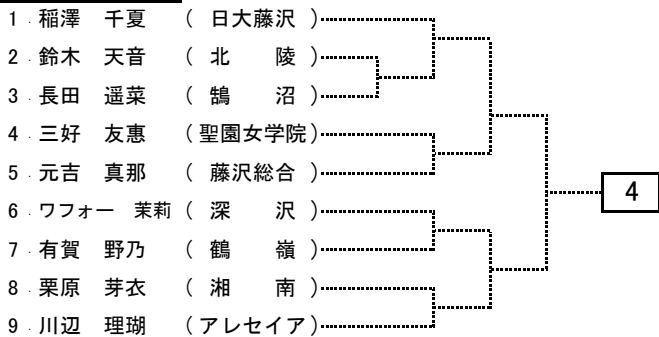 1 稲澤 千夏 ( 日大藤沢 )
2 鈴木 天音 ( 北 陵 )
3 長田 遥菜 ( 鵠 沼 )
4 三好 友惠 ( 聖園女学院 )
5 元吉 真那 ( 藤沢総合 )
6 ワフォー 茉莉 ( 深 沢 )
7 有賀 野乃 ( 鶴 嶺 )
8 栗原 芽衣 ( 湘 南 )
9 川辺 理瑚 ( アレセイア )
4